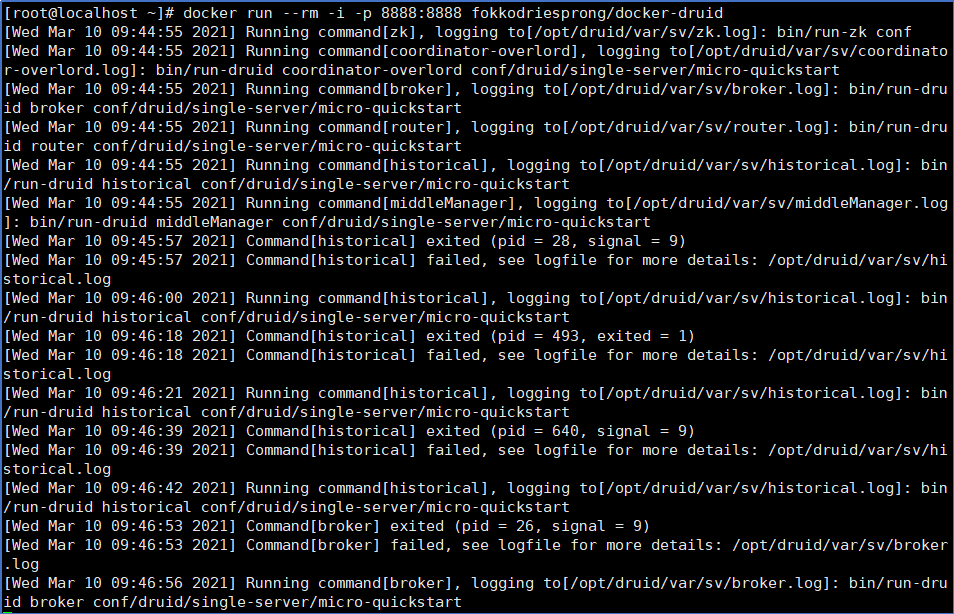 [root@localhost ~]# docker run --rm -i -p 8888:8888 fokkodriesprong/docker-druid
[Wed Mar 10 09:44:55 2021] Running command[zk], logging to[/opt/druid/var/sv/zk.log]: bin/run-zk conf
[Wed Mar 10 09:44:55 2021] Running command[coordinator-overlord], logging to[/opt/druid/var/sv/coordinato
r-overlord.log]: bin/run-druid coordinator-overlord conf/druid/single-server/micro-quickstart
[Wed Mar 10 09:44:55 2021] Running command[broker], logging to[/opt/druid/var/sv/broker.log]: bin/run-dru
id broker conf/druid/single-server/micro-quickstart
[Wed Mar 10 09:44:55 2021] Running command[router], logging to[/opt/druid/var/sv/router.log]: bin/run-dru
id router conf/druid/single-server/micro-quickstart
[Wed Mar 10 09:44:55 2021] Running command[historical], logging to[/opt/druid/var/sv/historical.log]: bin
/run-druid historical conf/druid/single-server/micro-quickstart
[Wed Mar 10 09:44:55 2021] Running command[middleManager], logging to[/opt/druid/var/sv/middleManager.log
]: bin/run-druid middleManager conf/druid/single-server/micro-quickstart
[Wed Mar 10 09:45:57 2021] Command[historical] exited (pid = 28, signal = 9)
[Wed Mar 10 09:45:57 2021] Command[historical] failed, see logfile for more details: /opt/druid/var/sv/hi
storical.log
[Wed Mar 10 09:46:00 2021] Running command[historical], logging to[/opt/druid/var/sv/historical.log]: bin
/run-druid historical conf/druid/single-server/micro-quickstart
[Wed Mar 10 09:46:18 2021] Command[historical] exited (pid = 493, exited = 1)
[Wed Mar 10 09:46:18 2021] Command[historical] failed, see logfile for more details: /opt/druid/var/sv/hi
storical.log
[Wed Mar 10 09:46:21 2021] Running command[historical], logging to[/opt/druid/var/sv/historical.log]: bin
/run-druid historical conf/druid/single-server/micro-quickstart
[Wed Mar 10 09:46:39 2021] Command[historical] exited (pid = 640, signal = 9)
[Wed Mar 10 09:46:39 2021] Command[historical] failed, see logfile for more details: /opt/druid/var/sv/hi
storical.log
[Wed Mar 10 09:46:42 2021] Running command[historical], logging to[/opt/druid/var/sv/historical.log]: bin
/run-druid historical conf/druid/single-server/micro-quickstart
[Wed Mar 10 09:46:53 2021] Command[broker] exited (pid = 26, signal = 9)
[Wed Mar 10 09:46:53 2021] Command[broker] failed, see logfile for more details: /opt/druid/var/sv/broker
.log
[Wed Mar 10 09:46:56 2021] Running command[broker], logging to[/opt/druid/var/sv/broker.log]: bin/run-dru
id broker conf/druid/single-server/micro-quickstart